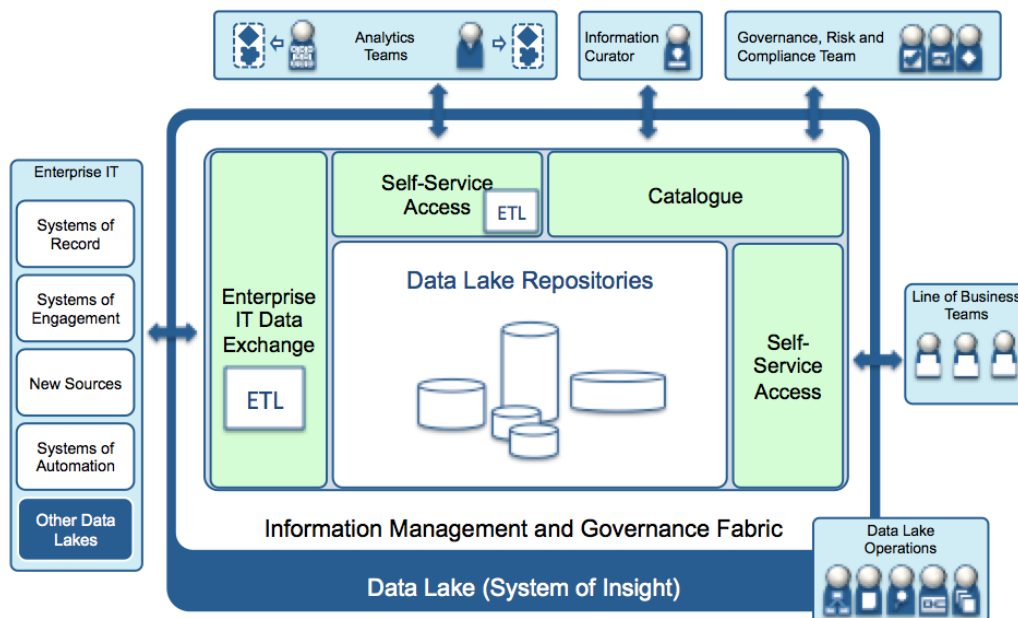 Analytics
Teams
Information
Curator
Governance, Risk and
Compliance Team
Enterprise IT
Systems of
Record
Systems of
Engagement
New Sources
Systems of
Automation
Other Data
Lakes
Enterprise
IT Data
Exchange
ETL
Self-Service
Access
ETL
Catalogue
Data Lake Repositories
Self-
Service
Access
Line of Business
Teams
Information Management and Governance Fabric
Data Lake (System of Insight)
Data Lake
Operations